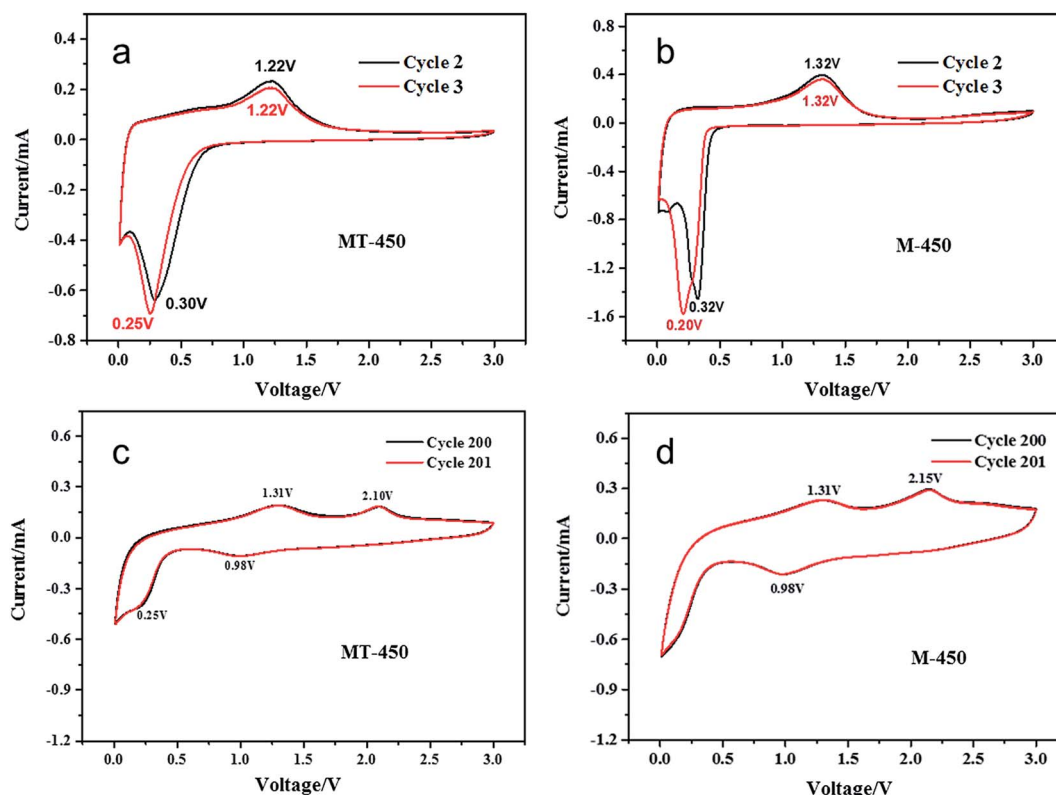 a
0.4
0.2
0.0
-0.2
-0.4
-0.6
-0.8
Current/mA
1.22V
1.22V
Cycle 2
Cycle 3
MT-450
0.30V
0.25V
0.0 0.5 1.0 1.5 2.0 2.5 3.0
Voltage/V
b
0.8
0.4
0.0
-0.4
-0.8
-1.2
-1.6
Current/mA
1.32V
1.32V
Cycle 2
Cycle 3
M-450
0.32V
0.20V
0.0 0.5 1.0 1.5 2.0 2.5 3.0
Voltage/V
c
0.6
0.3
0.0
-0.3
-0.6
-0.9
-1.2
Current/mA
Cycle 200
Cycle 201
1.31V
2.10V
0.98V
0.25V
MT-450
0.0 0.5 1.0 1.5 2.0 2.5 3.0
Voltage/V
d
0.6
0.3
0.0
-0.3
-0.6
-0.9
-1.2
Current/mA
Cycle 200
Cycle 201
1.31V
2.15V
0.98V
M-450
0.0 0.5 1.0 1.5 2.0 2.5 3.0
Voltage/V